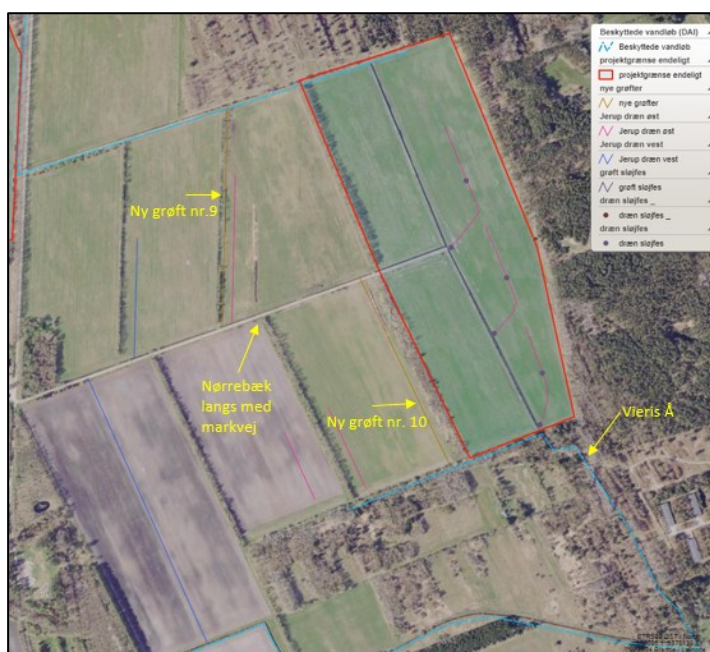 Beskyttede vandløb (DAI)
Beskyttede vandløb
projektgrænse endeligt
projektgrænse endeligt
nye grøfter
nye grøfter
Jerup dræn øst
Jerup dræn øst
Jerup dræn vest
Jerup dræn vest
grøft sløjfes
grøft sløjfes
dræn sløjfes _
dræn sløjfes _
dræn sløjfes
dræn sløjfes
Ny grøft nr.9
Nørrebæk
langs med
markvej
Ny grøft nr. 10
Vieris Å